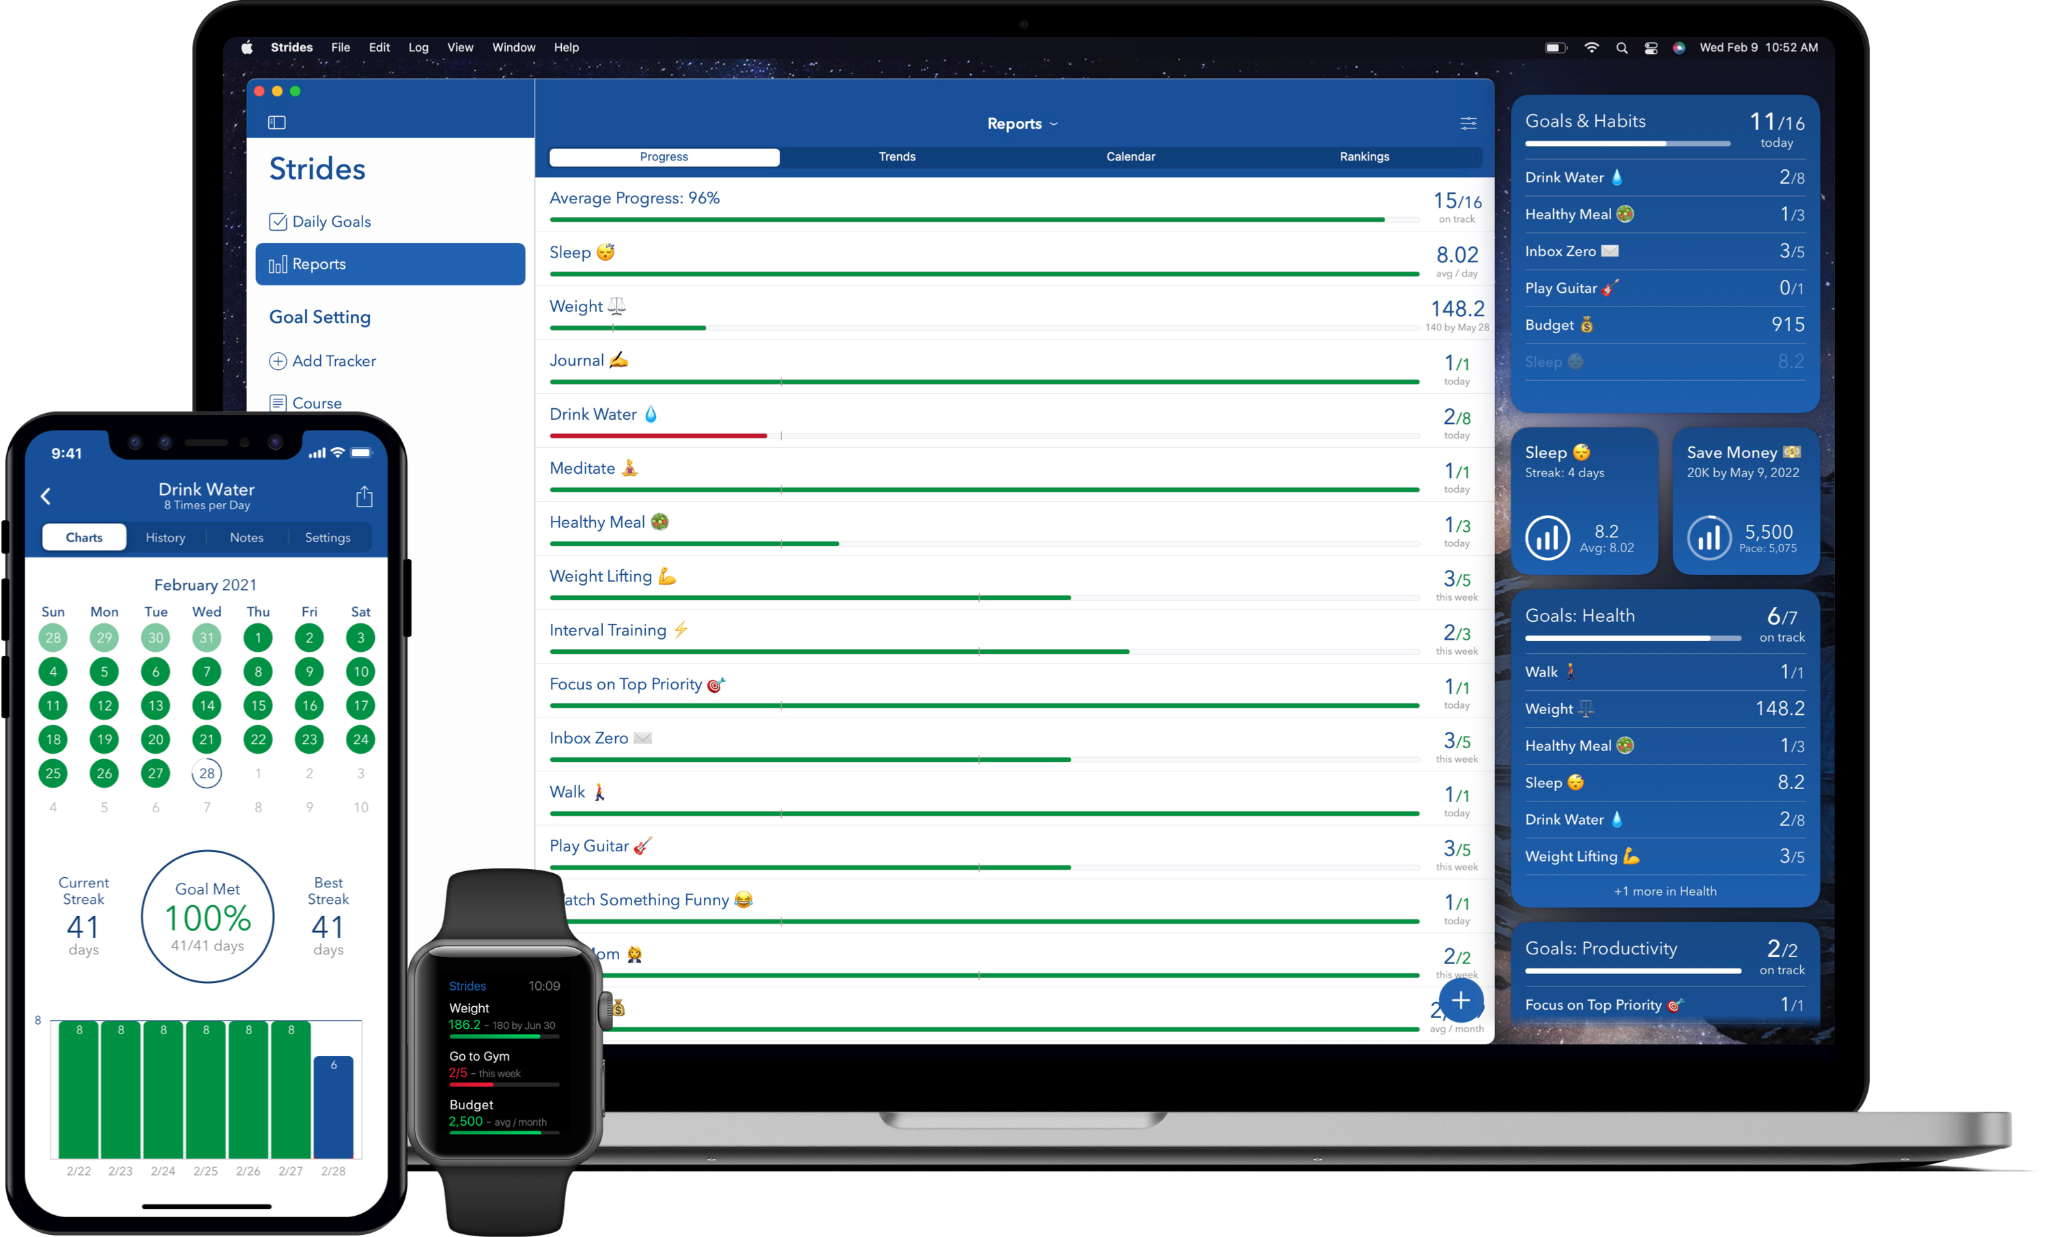 Strides File Edit Log View Window Help
Wed Feb 9 10:52 AM
Strides
Daily Goals
Reports
Goal Setting
Add Tracker
Course
Reports
Progress Trends Calendar Rankings
Average Progress: 96% 15/16
on track
Sleep 😴 8.02
avg / day
Weight ⚖️ 148.2
140 by May 28
Journal ✍️ 1/1
today
Drink Water 💧 2/8
today
Meditate 🧘 1/1
today
Healthy Meal 🥗 1/3
today
Weight Lifting 💪 3/5
this week
Interval Training ⚡ 2/3
this week
Focus on Top Priority 🎯 1/1
today
Inbox Zero ✉️ 3/5
this week
Walk 🚶 1/1
today
Play Guitar 🎸 3/5
this week
atch Something Funny 😂 1/1
today
om 2/2
this week
avg / month
Goals & Habits 11/16
today
Drink Water 💧 2/8
Healthy Meal 🥗 1/3
Inbox Zero ✉️ 3/5
Play Guitar 🎸 0/1
Budget 💰 915
Sleep 😴 8.2
Sleep 😴
Streak: 4 days
8.2
Avg: 8.02
Save Money 💵
20K by May 9, 2022
5,500
Pace: 5,075
Goals: Health 6/7
on track
Walk 🚶 1/1
Weight ⚖️ 148.2
Healthy Meal 🥗 1/3
Sleep 😴 8.2
Drink Water 💧 2/8
Weight Lifting 💪 3/5
+1 more in Health
Goals: Productivity 2/2
on track
Focus on Top Priority 🎯 1/1
9:41
Drink Water
8 Times per Day
Charts History Notes Settings
February 2021
Sun Mon Tue Wed Thu Fri Sat
28 29 30 31 1 2 3
4 5 6 7 8 9 10
11 12 13 14 15 16 17
18 19 20 21 22 23 24
25 26 27 28 1 2 3
4 5 6 7 8 9 10
Current
Streak
41
days
Goal Met
100%
41/41 days
Best
Streak
41
days
8
8 8 8 8 8 8 6
2/22 2/23 2/24 2/25 2/26 2/27 2/28
Strides 10:09
Weight
186.2 – 180 by Jun 30
Go to Gym
2/5 – this week
Budget
2,500 – avg / month